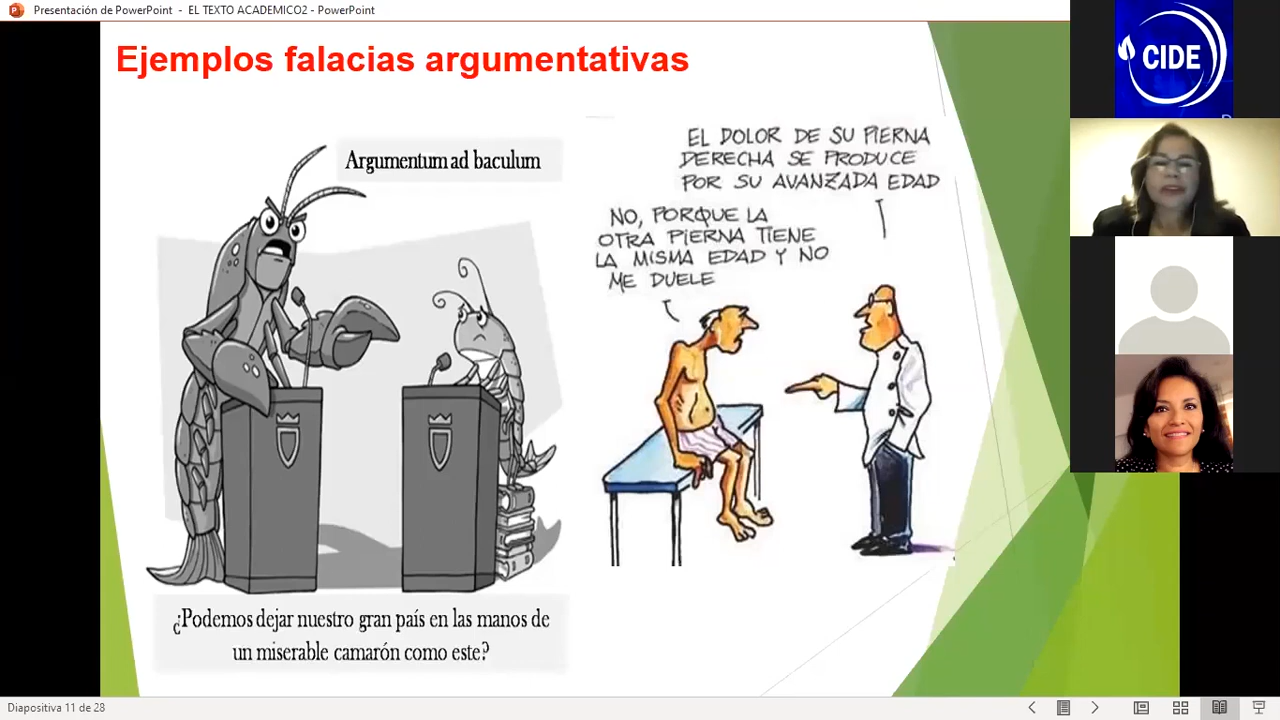 Presentación de PowerPoint - EL TEXTO ACADEMICO2 - PowerPoint
Ejemplos falacias argumentativas
Argumentum ad baculum
¿Podemos dejar nuestro gran país en las manos de
un miserable camarón como este?
EL DOLOR DE SU PIERNA
DERECHA SE PRODUCE
POR SU AVANZADA EDAD
NO, PORQUE LA
OTRA PIERNA TIENE
LA MISMA EDAD Y NO
ME DUELE
CIDE
Diapositiva 11 de 28